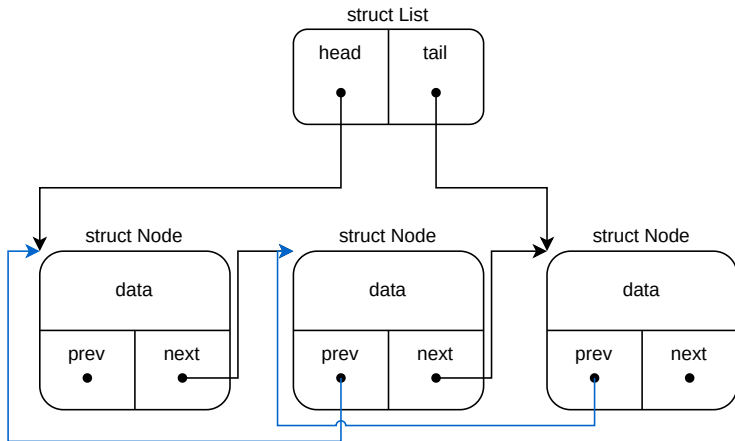 struct List
head tail
struct Node struct Node struct Node
data data data
prev next prev next prev next